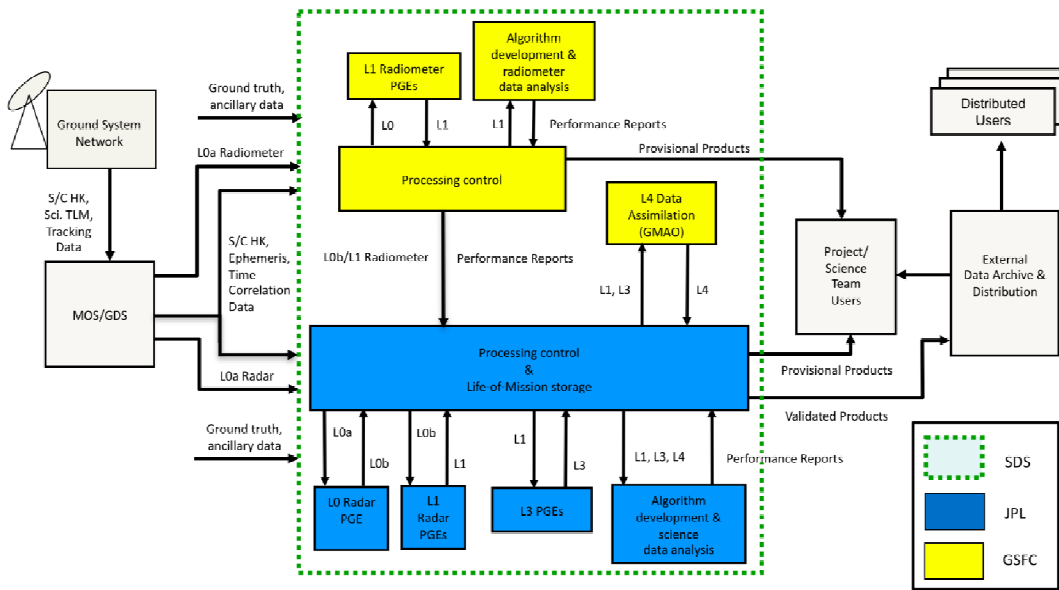 Ground System
Network
S/C HK,
Sci. TLM,
Tracking
Data
MOS/GDS
Ground truth,
ancillary data
L0a Radiometer
S/C HK,
Ephemeris,
Time
Correlation
Data
L0a Radar
Ground truth,
ancillary data
L1 Radiometer
PGEs
Algorithm
development &
radiometer
data analysis
L0
L1
L1
Performance Reports
Processing control
Provisional Products
L0b/L1 Radiometer
Performance Reports
L4 Data
Assimilation
(GMAO)
L1, L3
L4
Processing control
&
Life-of-Mission storage
Provisional Products
Validated Products
L0a
L0b
L0b
L1
L1
L3
L1, L3, L4
Performance Reports
L0 Radar
PGE
L1
Radar
PGEs
L3 PGEs
Algorithm
development &
science
data analysis
Project/
Science
Team
Users
Distributed
Users
External
Data Archive &
Distribution
SDS
JPL
GSFC